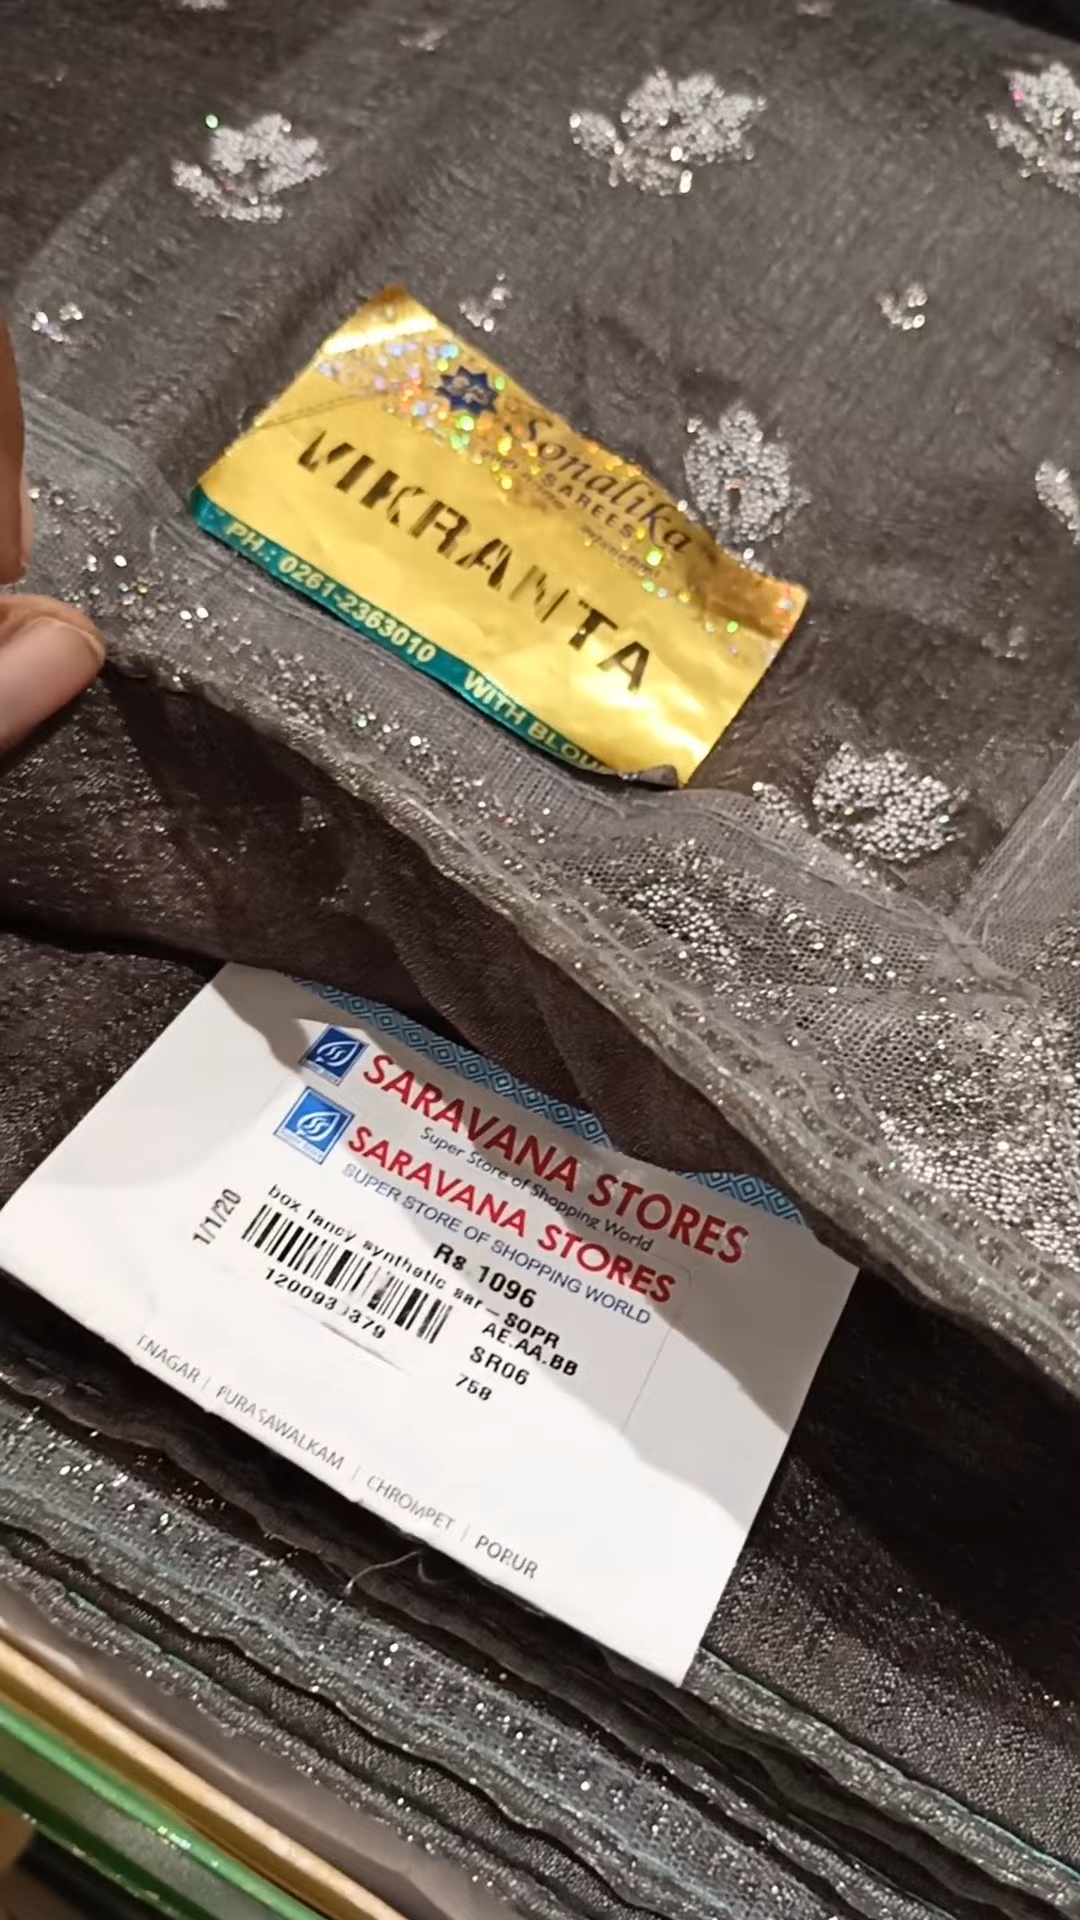 SP
Sonalika
SAREES
VIKRANTA
PH.: 0261-2363010 WITH BLOU
SARAVANA STORES
Super Store of Shopping World
SARAVANA STORES
SUPER STORE OF SHOPPING WORLD
1/1/20
Rs 1096
box fancy synthetic sar-SOPR
AE.AA.BB
SR06
758
T.NAGAR | PURASAWALKAM | CHROMPET | PORUR